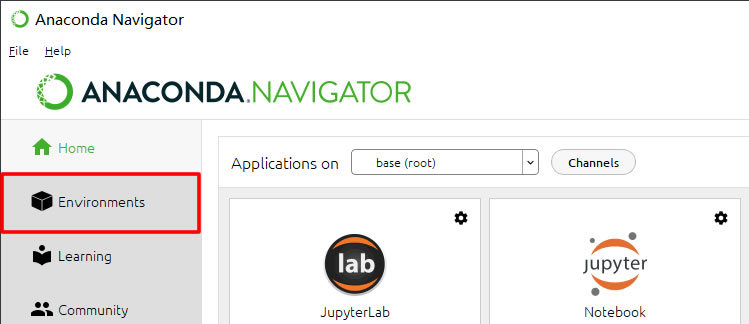 Anaconda Navigator
File Help
ANACONDA.NAVIGATOR
Home
Applications on base (root) Channels
Environments
Learning
lab
jupyter
Community
JupyterLab
Notebook